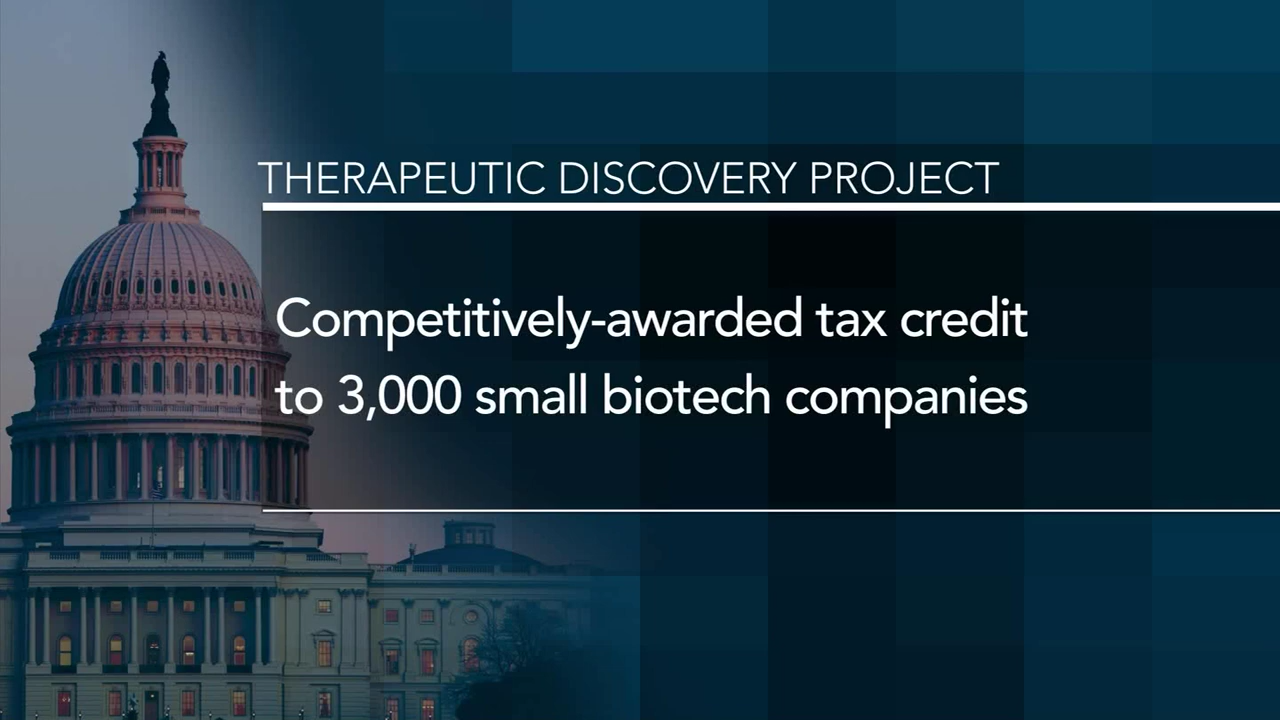 THERAPEUTIC DISCOVERY PROJECT
Competitively-awarded tax credit
to 3,000 small biotech companies